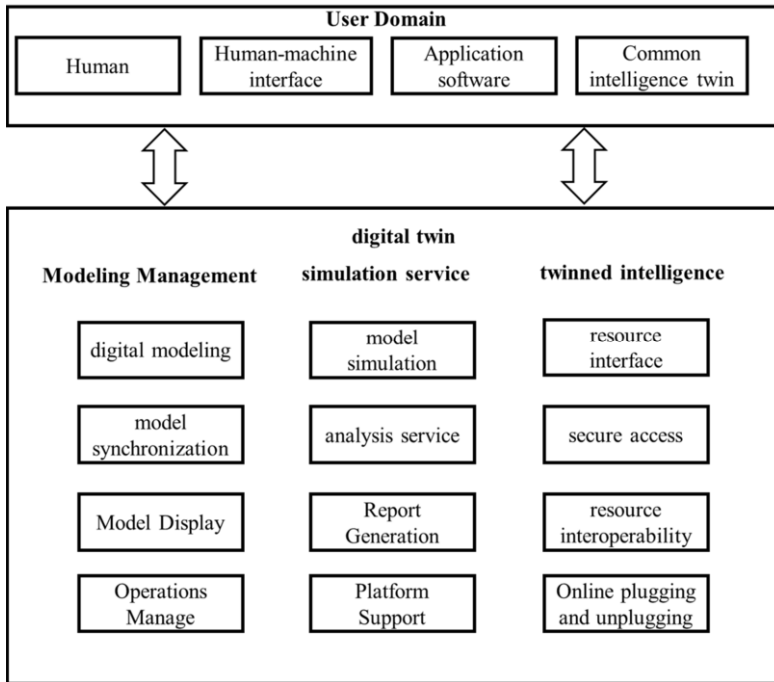 User Domain
Human
Human-machine
interface
Application
software
Common
intelligence twin
digital twin
Modeling Management
simulation service
twinned intelligence
digital modeling
model
simulation
resource
interface
model
synchronization
analysis service
secure access
Model Display
Report
Generation
resource
interoperability
Operations
Manage
Platform
Support
Online plugging
and unplugging